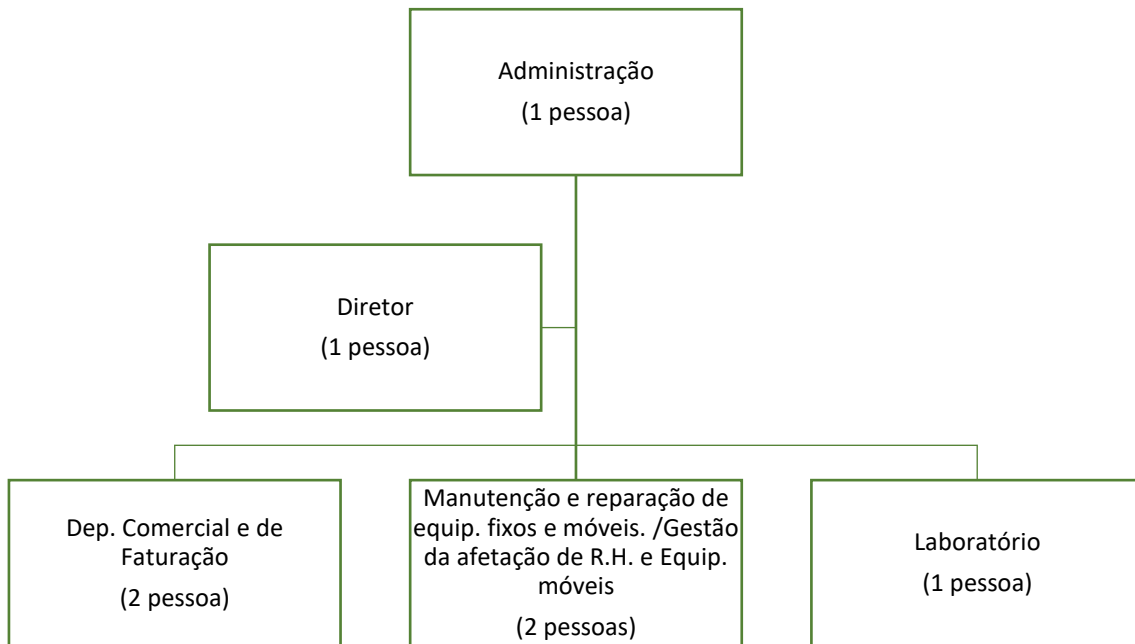 Administração
(1 pessoa)
Diretor
(1 pessoa)
Dep. Comercial e de
Faturação
(2 pessoa)
Manutenção e reparação de
equip. fixos e móveis. /Gestão
da afetação de R.H. e Equip.
móveis
(2 pessoas)
Laboratório
(1 pessoa)